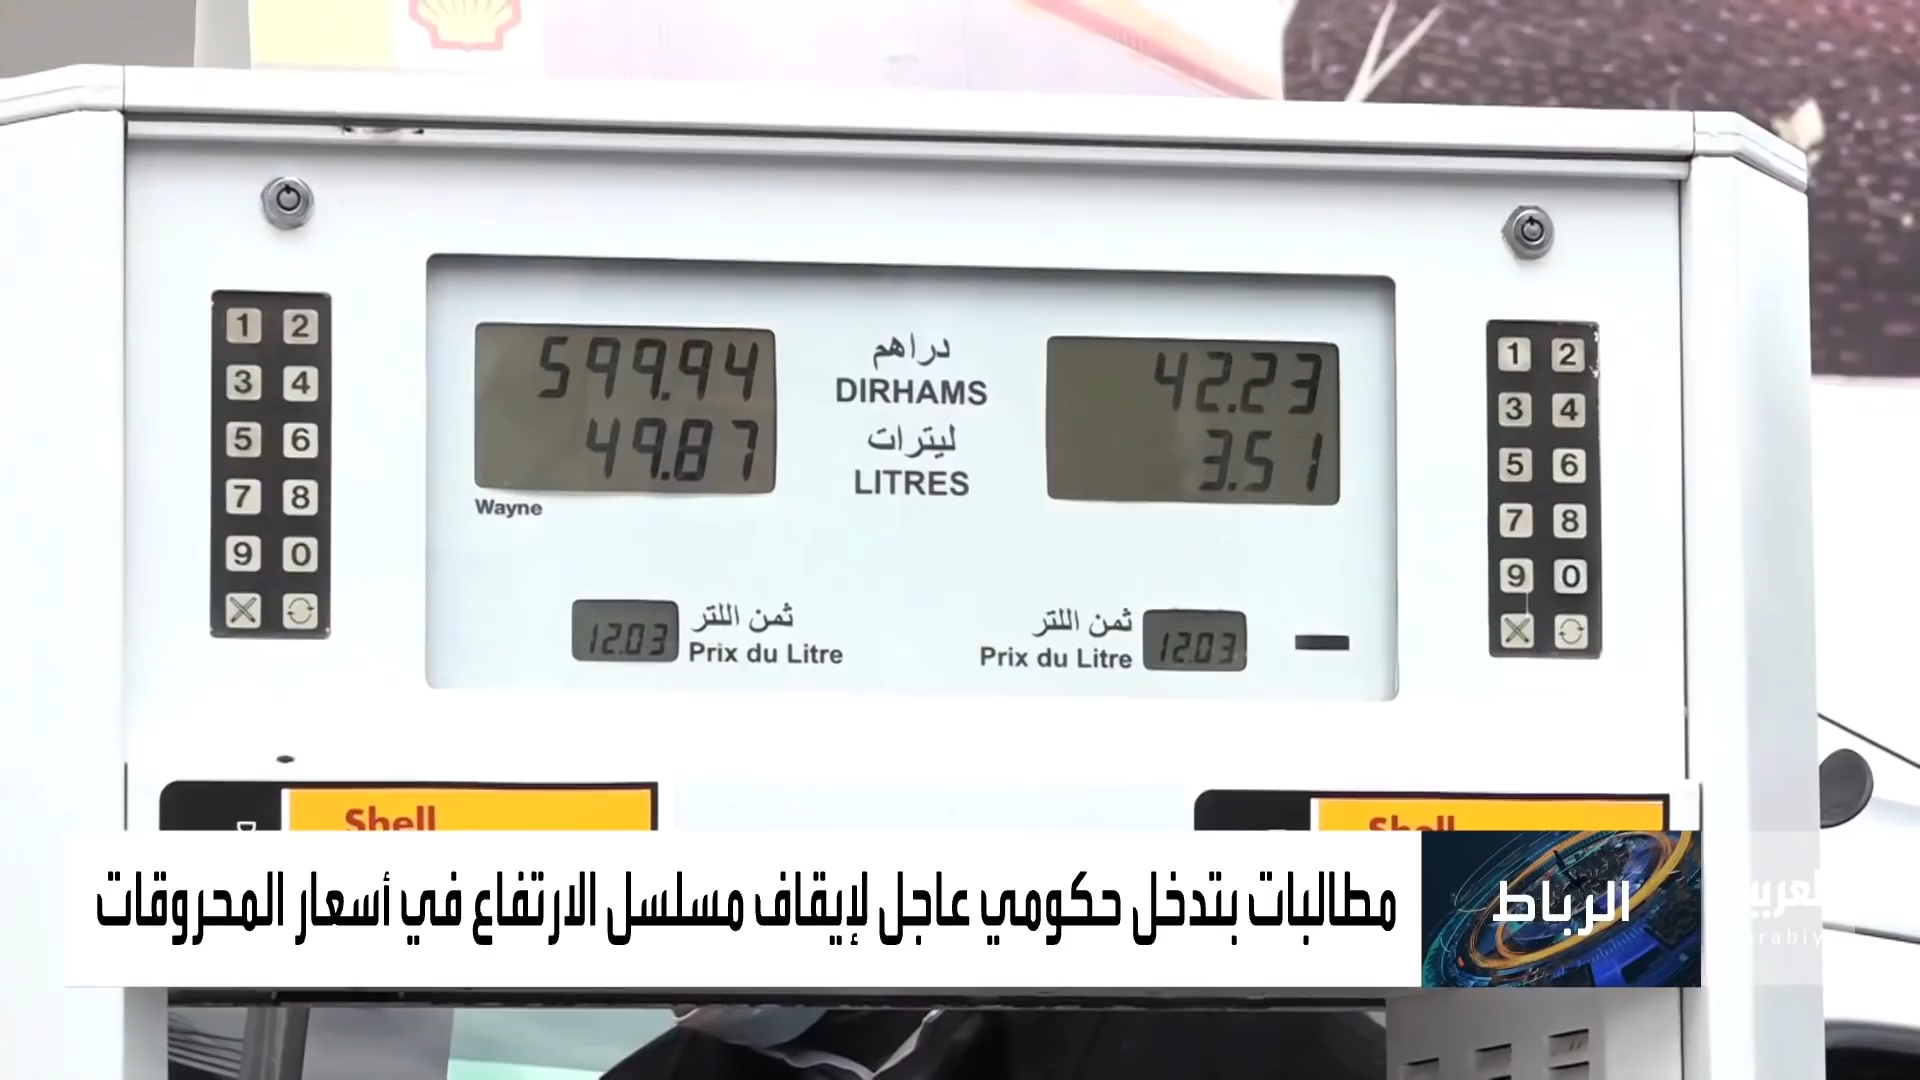 1 2
3 4
5 6
7 8
9 0
599.94
49.87
Wayne
دراهم
DIRHAMS
ليترات
LITRES
42.23
3.51
12.03
ثمن اللتر
Prix du Litre
ثمن اللتر
Prix du Litre
12.03
1 2
3 4
5 6
7 8
9 0
Shell
Shell
الرباط
مطالبات بتدخل حكومي عاجل لإيقاف مسلسل الارتفاع في أسعار المحروقات